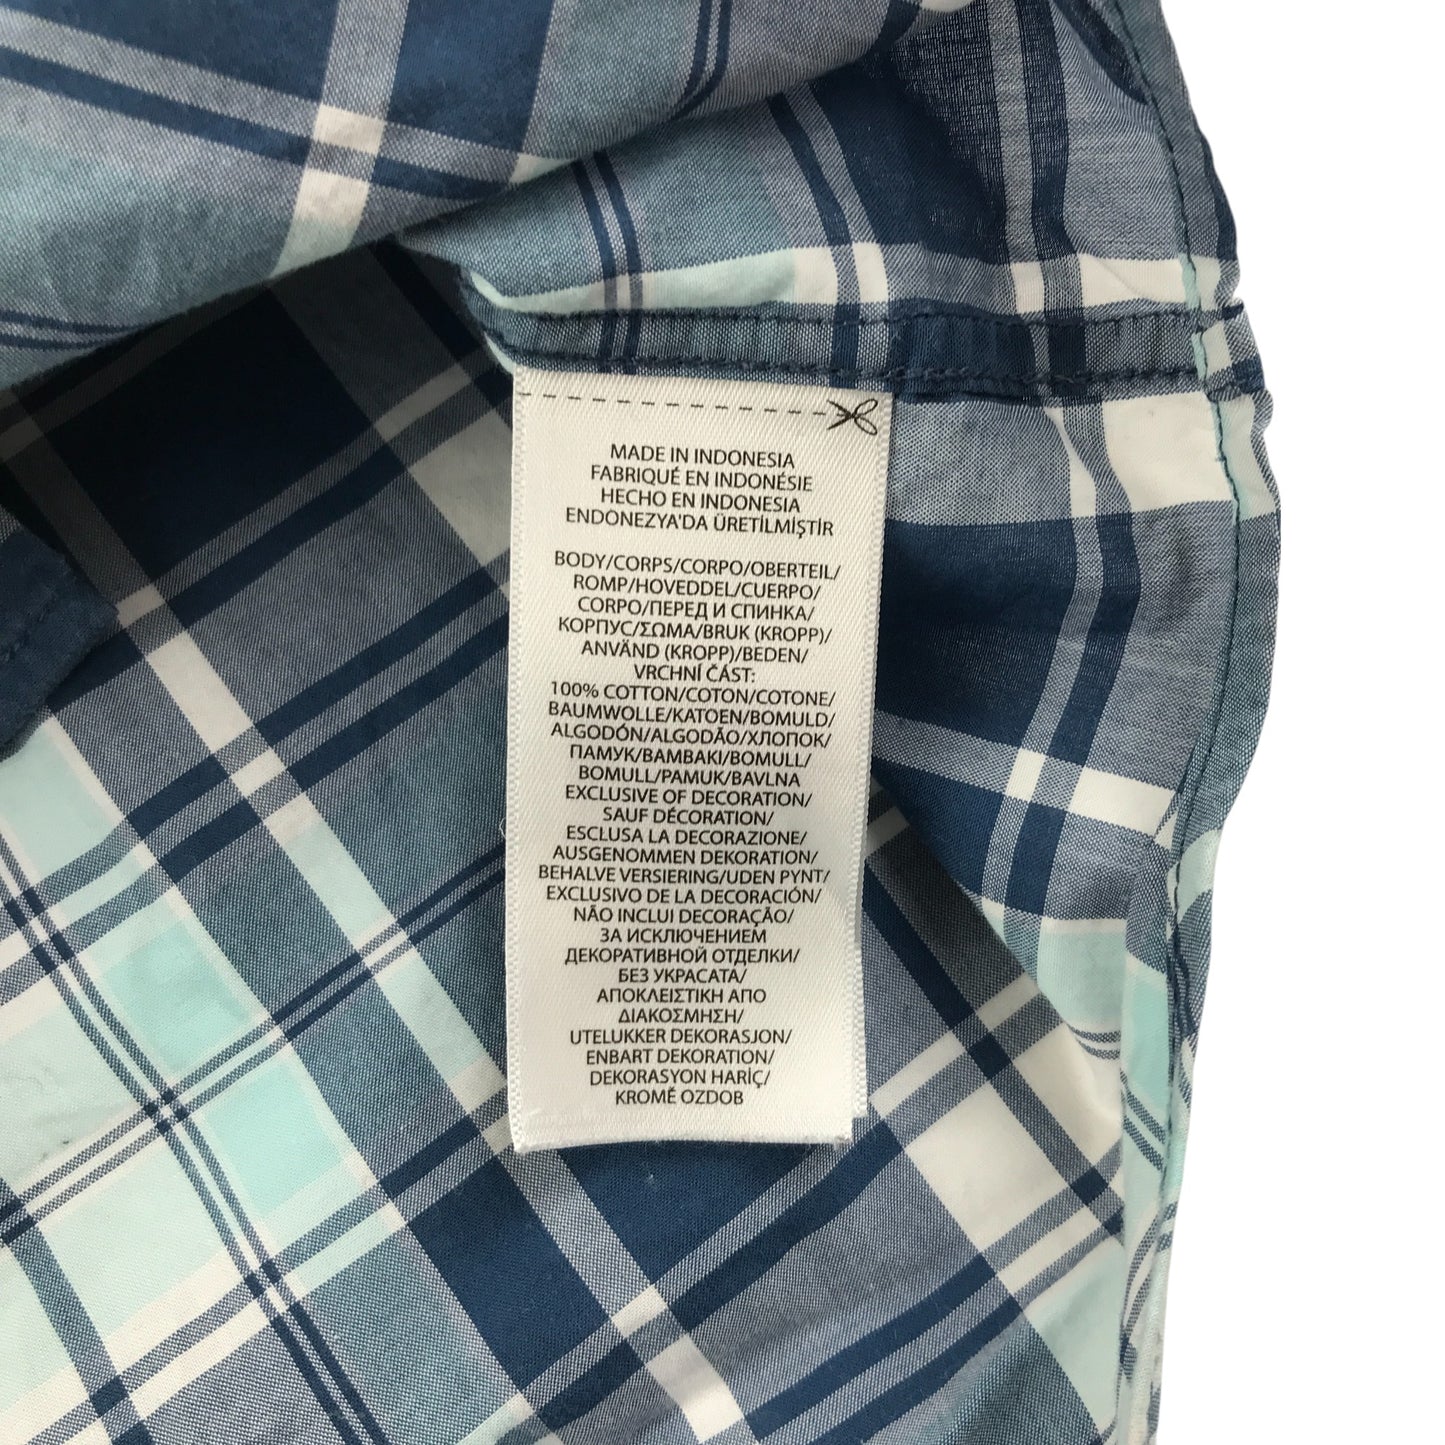 MADE IN INDONESIA
FABRIQUÉ EN INDONÉSIE
HECHO EN INDONESIA
ENDONEZYA'DA ÜRETİLMİŞTİR
BODY/CORPS/CORPO/OBERTEIL/
ROMP/HOVEDDEL/CUERPO/
CORPO/ПЕРЕД И СПИНКА/
КОРПУС/ΣΩΜΑ/BRUK (KROPP)/
ANVÄND (KROPP)/BEDEN/
VRCHNÍ ČÁST:
100% COTTON/COTON/COTONE/
BAUMWOLLE/KATOEN/BOMULD/
ALGODÓN/ALGODÃO/ХЛОПОК/
ПАМУК/ΒΑΜΒΑΚΙ/BOMULL/
BOMULL/PAMUK/BAVLNA
EXCLUSIVE OF DECORATION/
SAUF DÉCORATION/
ESCLUSA LA DECORAZIONE/
AUSGENOMMEN DEKORATION/
BEHALVE VERSIERING/UDEN PYNT/
EXCLUSIVO DE LA DECORACIÓN/
NÃO INCLUI DECORAÇÃO/
ЗА ИСКЛЮЧЕНИЕМ
ДЕКОРАТИВНОЙ ОТДЕЛКИ/
БЕЗ УКРАСАТА/
ΑΠΟΚΛΕΙΣΤΙΚΗ ΑΠΟ
ΔΙΑΚΟΣΜΗΣΗ/
UTELUKKER DEKORASJON/
ENBART DEKORATION/
DEKORASYON HARİÇ/
KROMĚ OZDOB